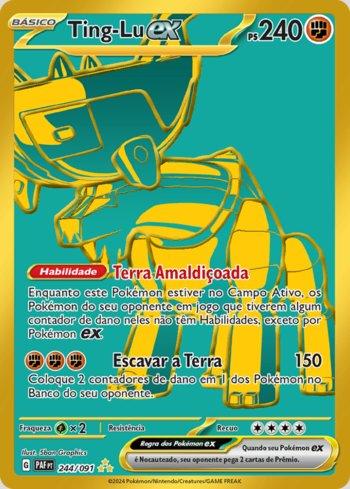 BÁSICO
Ting-Lu ex
PS 240
Habilidade Terra Amaldiçoada
Enquanto este Pokémon estiver no Campo Ativo, os
Pokémon do seu oponente em jogo que tiverem algum
contador de dano neles não têm Habilidades, exceto por
Pokémon ex
Escavar a Terra 150
Coloque 2 contadores de dano em 1 dos Pokémon no
Banco do seu oponente.
Fraqueza ×2 Resistência Recuo
Regra dos Pokémon ex Quando seu Pokémon ex
é Nocauteado, seu oponente pega 2 cartas de Prêmio.
Ilust. 5ban Graphics
G PAF PT 244/091
©2024 Pokémon/Nintendo/Creatures/GAME FREAK